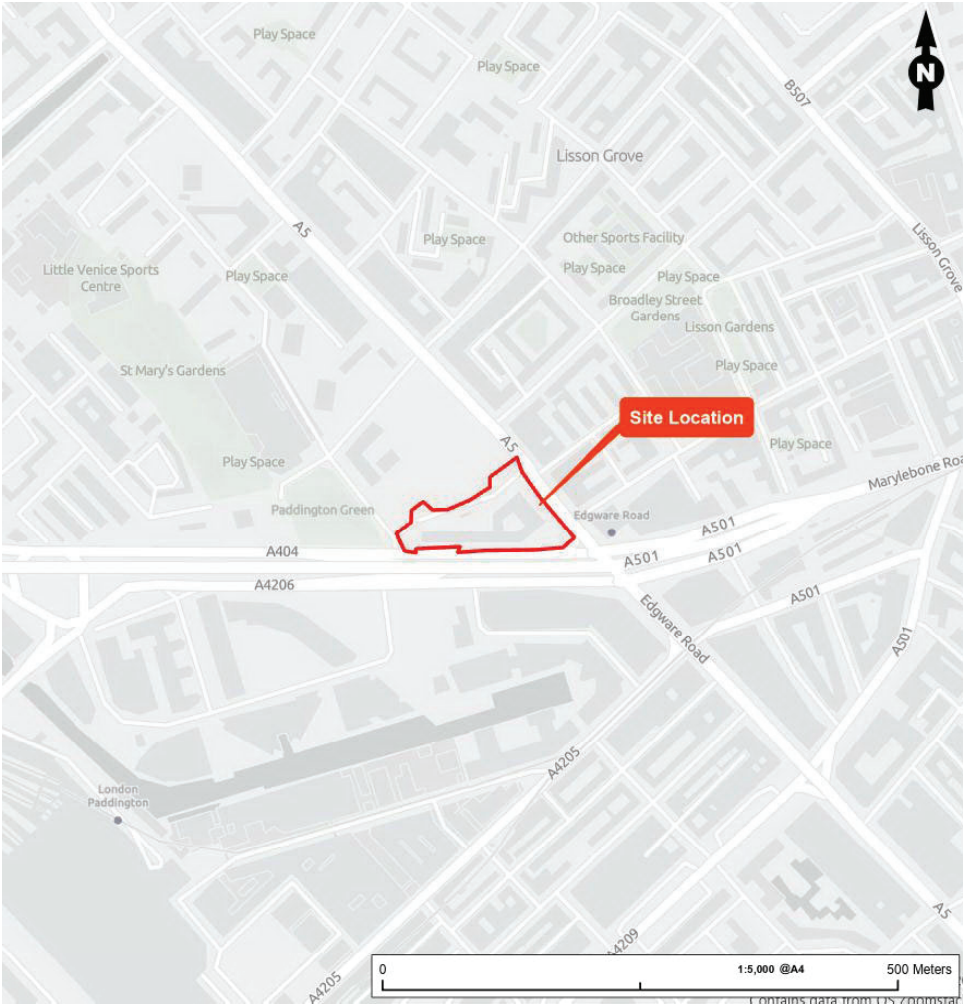 Play Space
Play Space
N
B507
Lisson Grove
A5
Lisson Grove
Play Space
Other Sports Facility
Play Space
Play Space
Little Venice Sports
Centre
Play Space
Broadley Street
Gardens
Lisson Gardens
Play Space
St Mary's Gardens
Site Location
A5
Play Space
Play Space
Marylebone Roa
Paddington Green
Edgware Road
A501
A404
A501
A501
A4206
A501
Edgware Road
A501
A4205
London
Paddington
A5
A4209
A4205
0
1:5,000 @A4
500 Meters